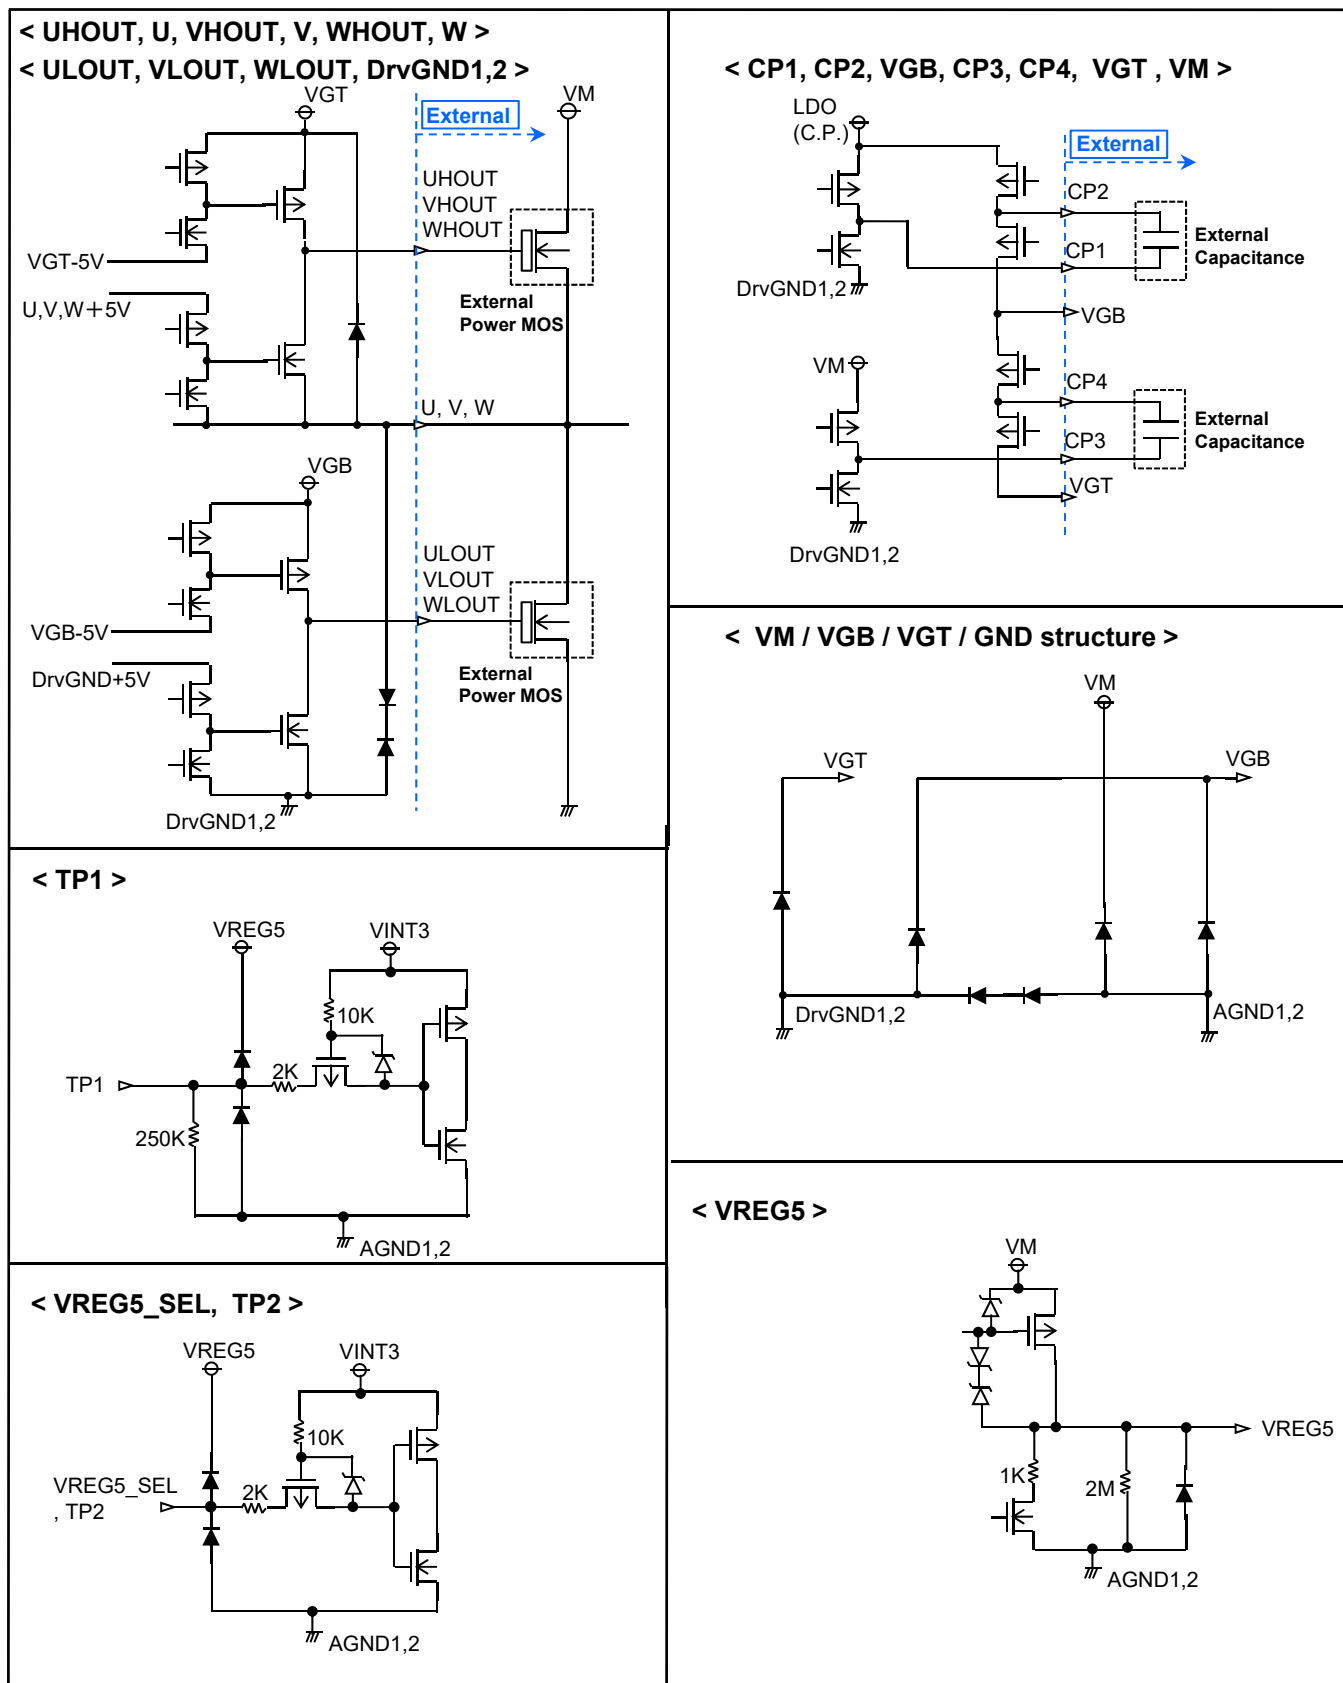 < UHOUT, U, VHOUT, V, WHOUT, W >
< ULOUT, VLOUT, WLOUT, DrvGND1,2 >
VGT
VM
External
UHOUT
VHOUT
WHOUT
VGT-5V
U,V,W＋5V
External
Power MOS
U, V, W
VGB
ULOUT
VLOUT
WLOUT
VGB-5V
DrvGND+5V
External
Power MOS
DrvGND1,2
< CP1, CP2, VGB, CP3, CP4, VGT , VM >
LDO
(C.P.)
External
CP2
CP1
External
Capacitance
DrvGND1,2
VGB
VM
CP4
CP3
External
Capacitance
VGT
DrvGND1,2
< VM / VGB / VGT / GND structure >
VM
VGT
VGB
DrvGND1,2
AGND1,2
< TP1 >
VREG5
VINT3
10K
TP1
2K
250K
AGND1,2
< VREG5 >
VM
VREG5
1K
2M
AGND1,2
< VREG5_SEL, TP2 >
VREG5
VINT3
10K
VREG5_SEL
, TP2
2K
AGND1,2